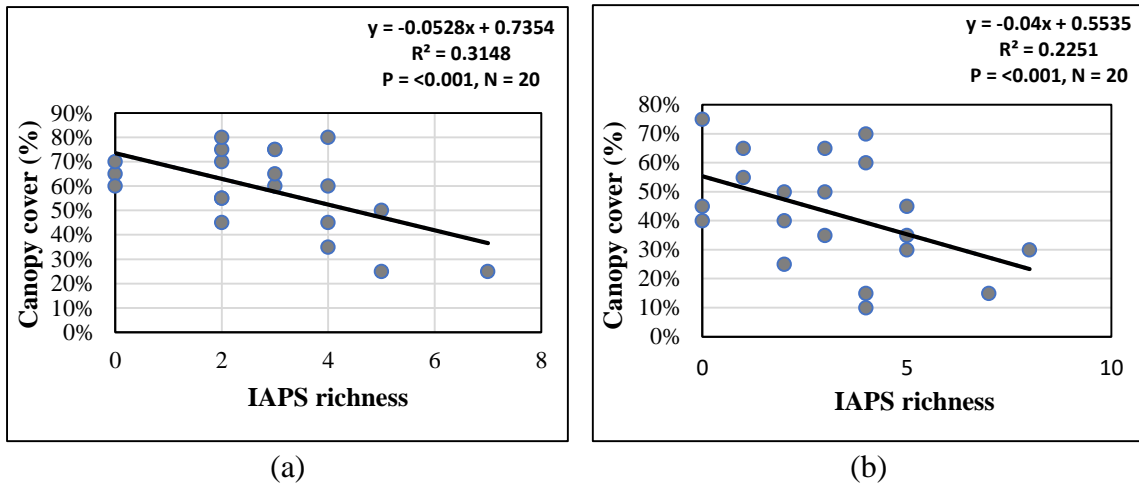 y = -0.0528x + 0.7354
R² = 0.3148
P = <0.001, N = 20
90%
80%
70%
60%
50%
40%
30%
20%
10%
0%
Canopy cover (%)
0 2 4 6 8
IAPS richness
(a)
y = -0.04x + 0.5535
R² = 0.2251
P = <0.001, N = 20
80%
70%
60%
50%
40%
30%
20%
10%
0%
Canopy cover (%)
0 5 10
IAPS richness
(b)